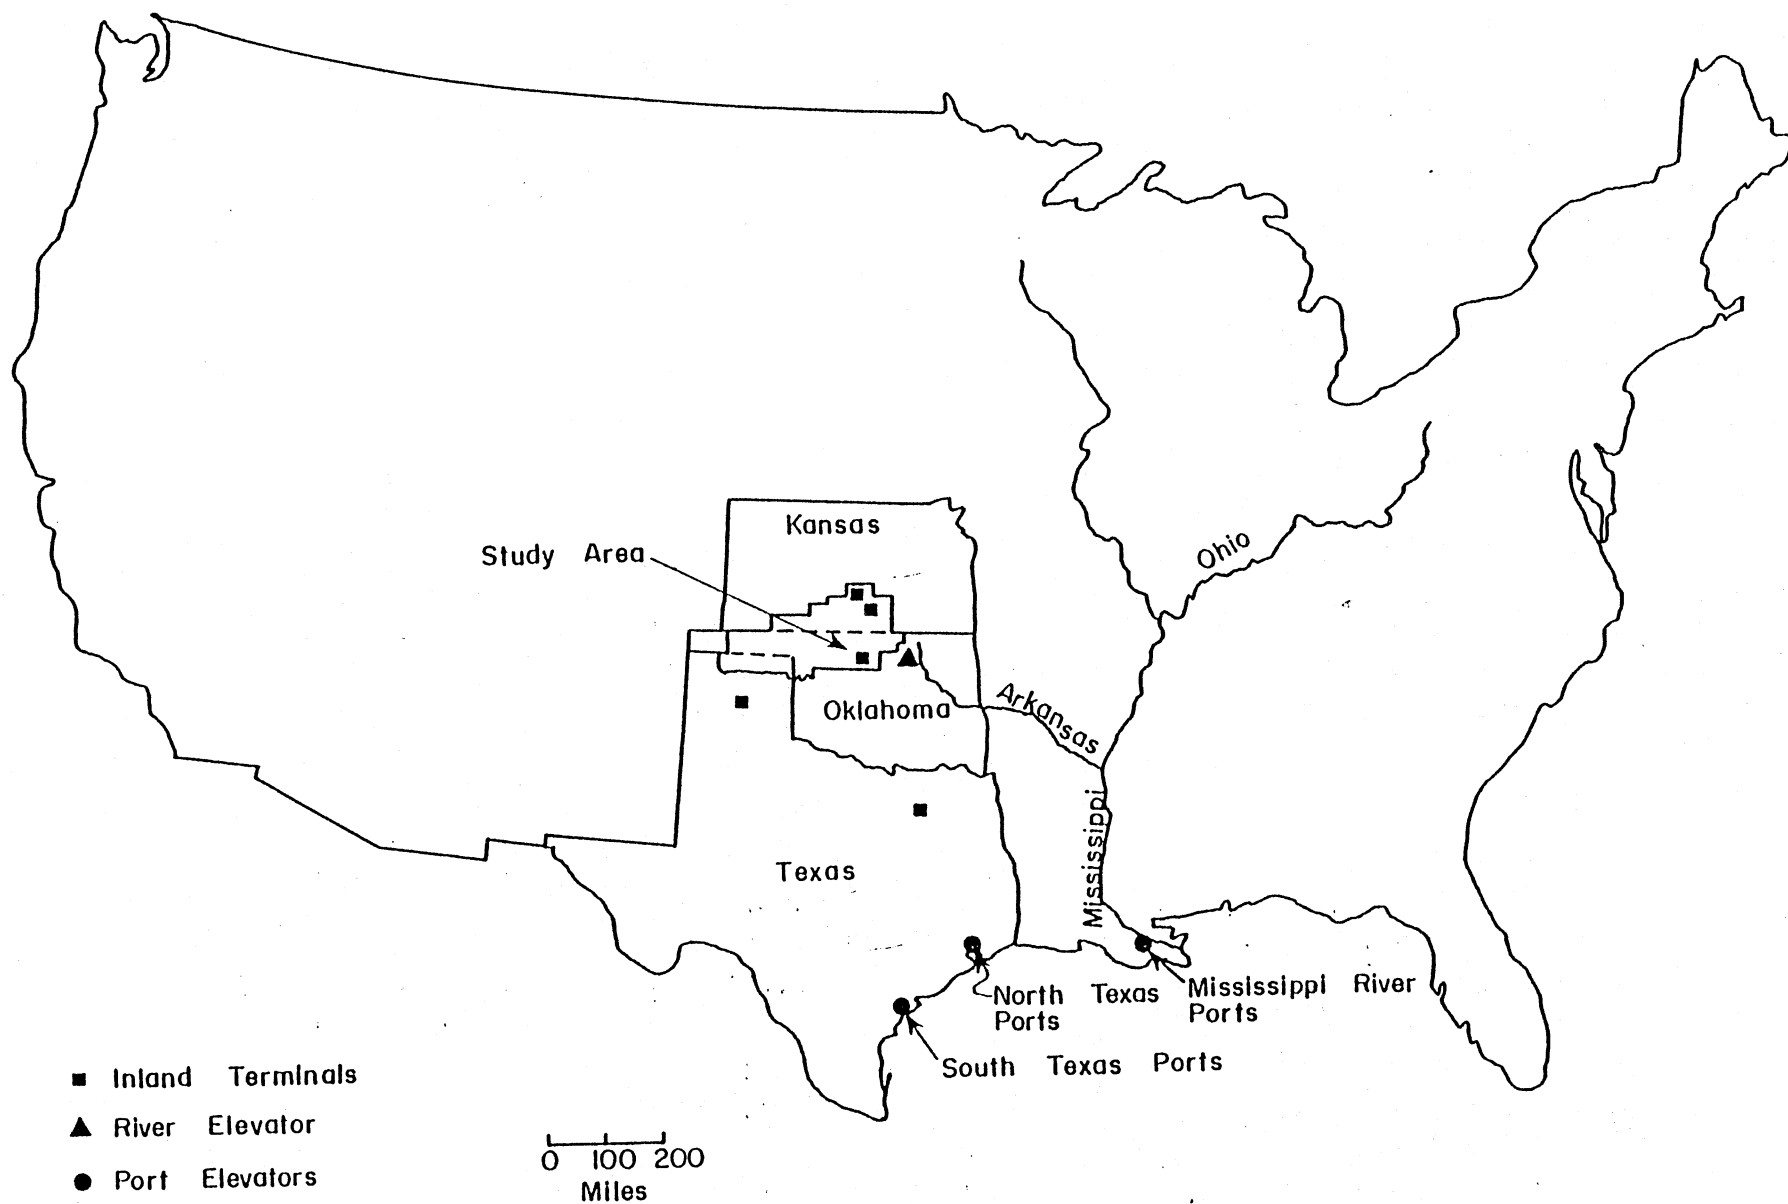 Kansas
Study Area
Ohio
Oklahoma
Arkansas
Mississippi
Texas
North Texas
Ports
Mississippi River
Ports
South Texas Ports
Inland Terminals
River Elevator
Port Elevators
0 100 200
Miles